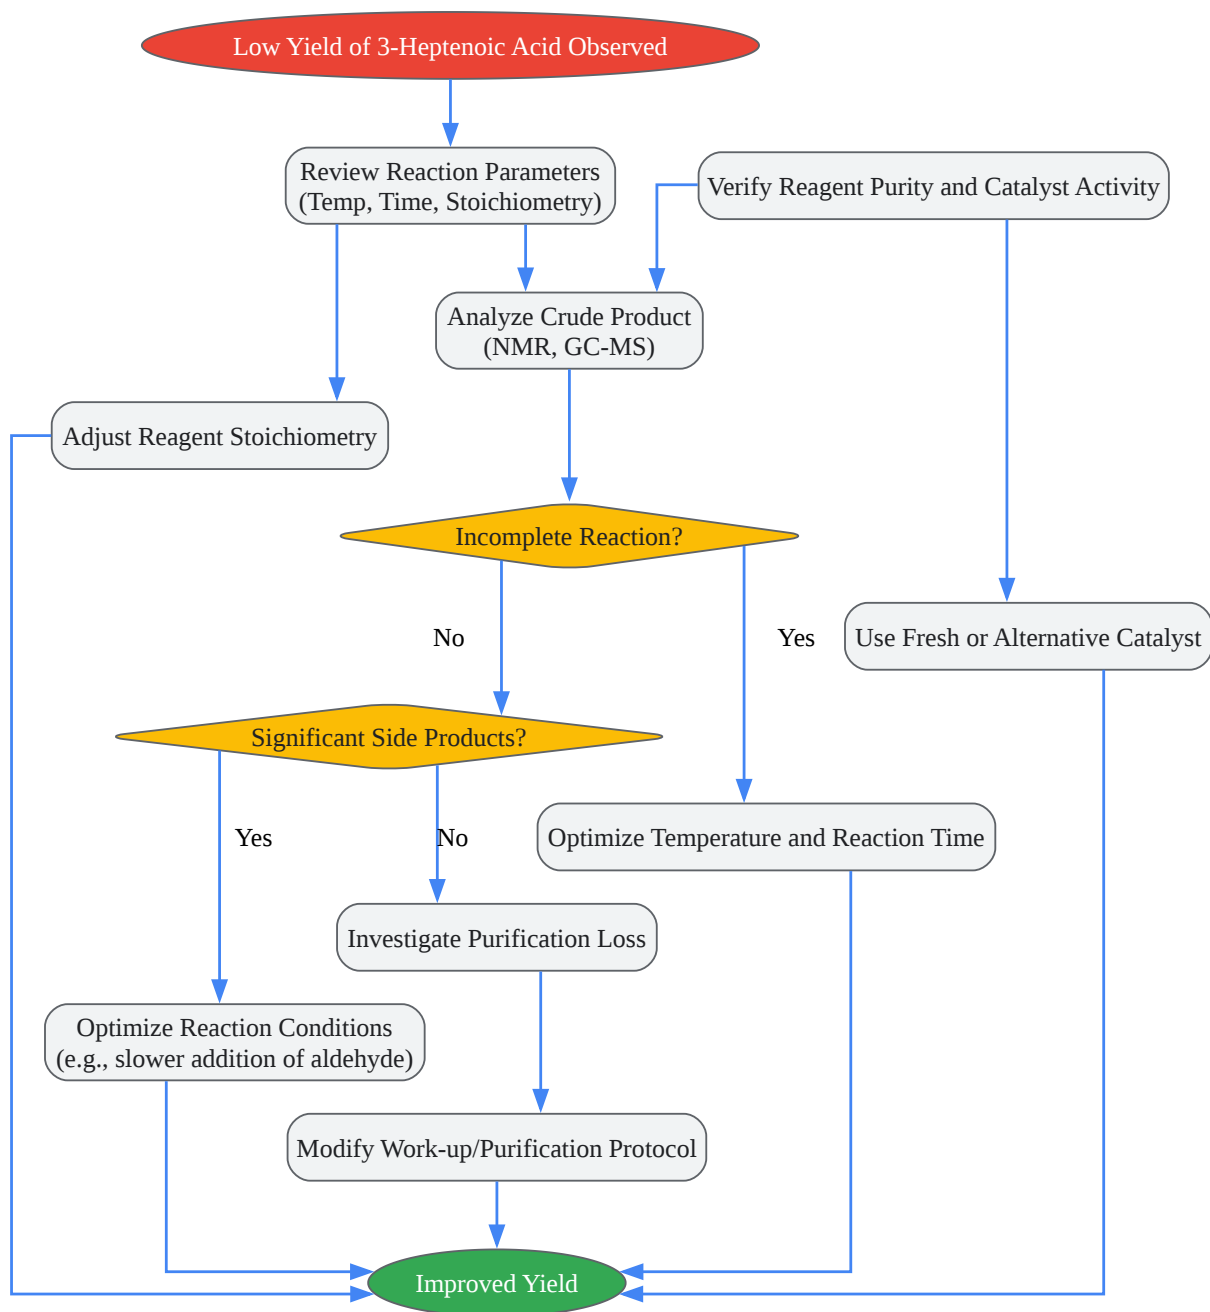 Low Yield of 3-Heptenoic Acid Observed
Review Reaction Parameters
(Temp, Time, Stoichiometry)
Verify Reagent Purity and Catalyst Activity
Analyze Crude Product
(NMR, GC-MS)
Adjust Reagent Stoichiometry
Incomplete Reaction?
No
Yes
Use Fresh or Alternative Catalyst
Significant Side Products?
Yes
No
Optimize Temperature and Reaction Time
Investigate Purification Loss
Optimize Reaction Conditions
(e.g., slower addition of aldehyde)
Modify Work-up/Purification Protocol
Improved Yield